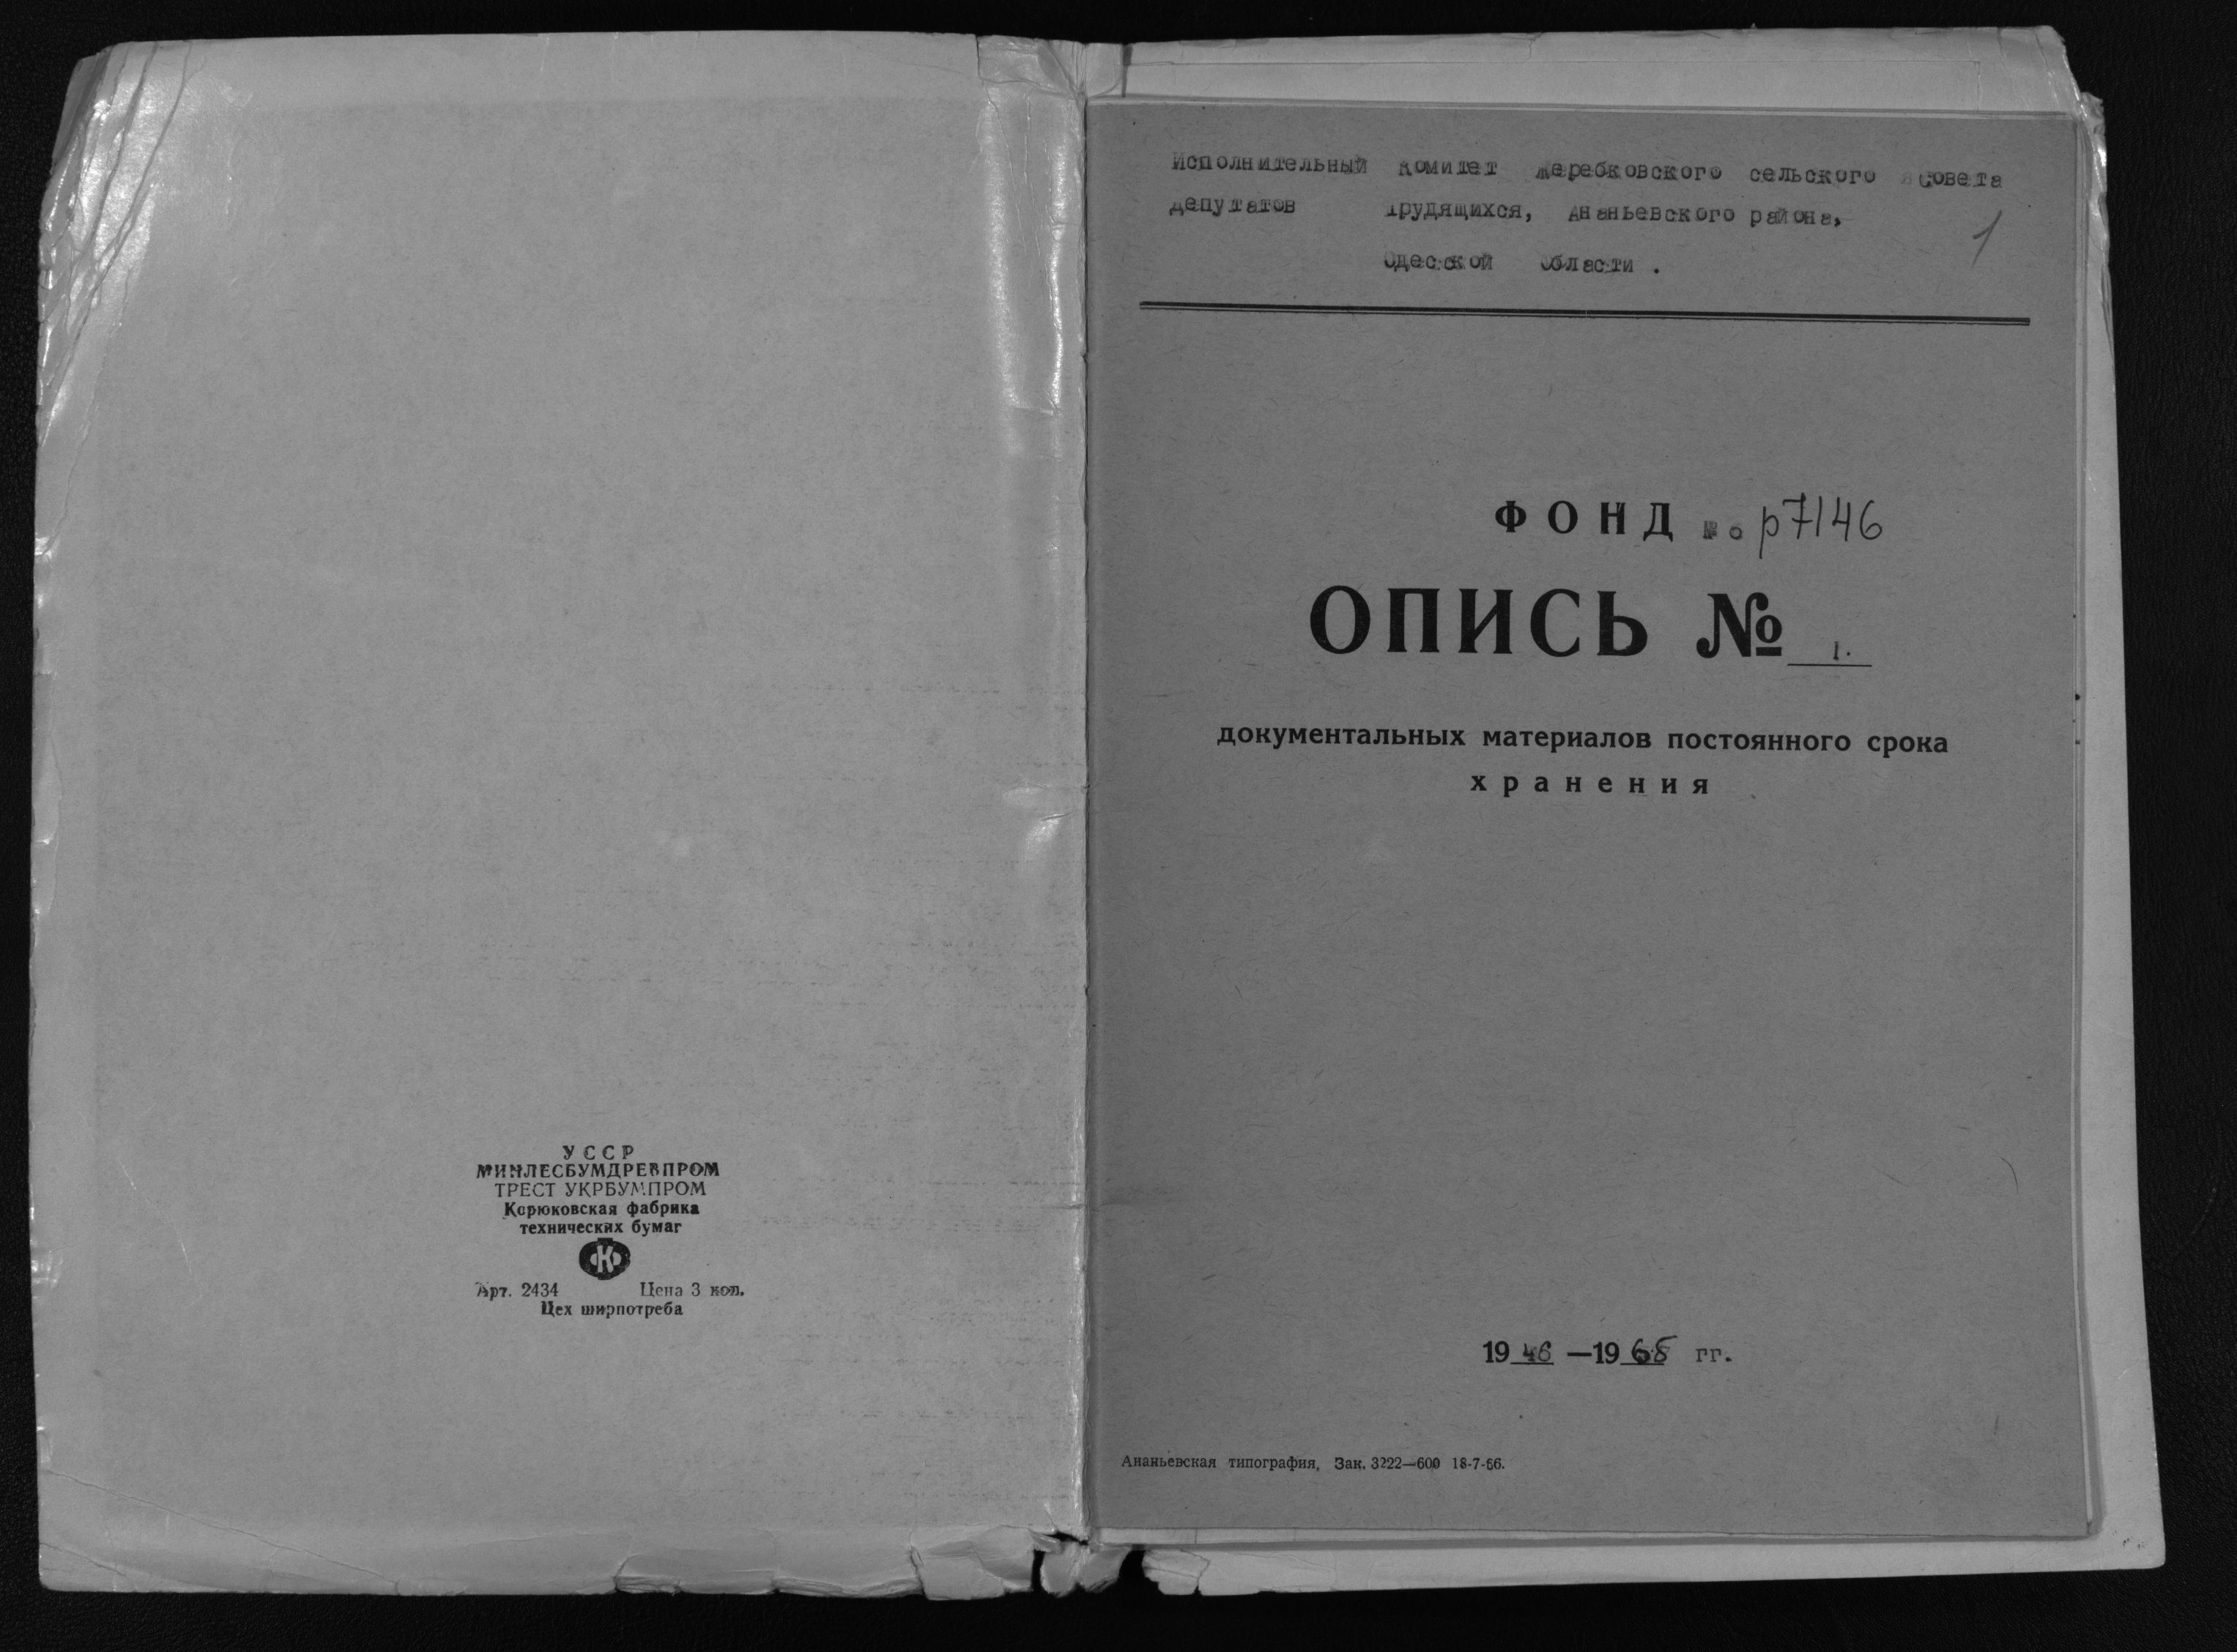 УССР
МИНЛЕСБУМДРЕВПРОМ
ТРЕСТ УКРБУМПРОМ
Корюковская фабрика
технических бумаг
К
Арт. 2434 Цена 3 коп.
Цех ширпотреба
Исполнительный Комитет Жеребковского сельского Совета
депутатов трудящихся, Ананьевского района,
Одесской Области .
1
ФОНД № р7146
ОПИСЬ № 1.
документальных материалов постоянного срока
хранения
1946 —1968 гг.
Ананьевская типография, Зак. 3222—600 18-7-66.